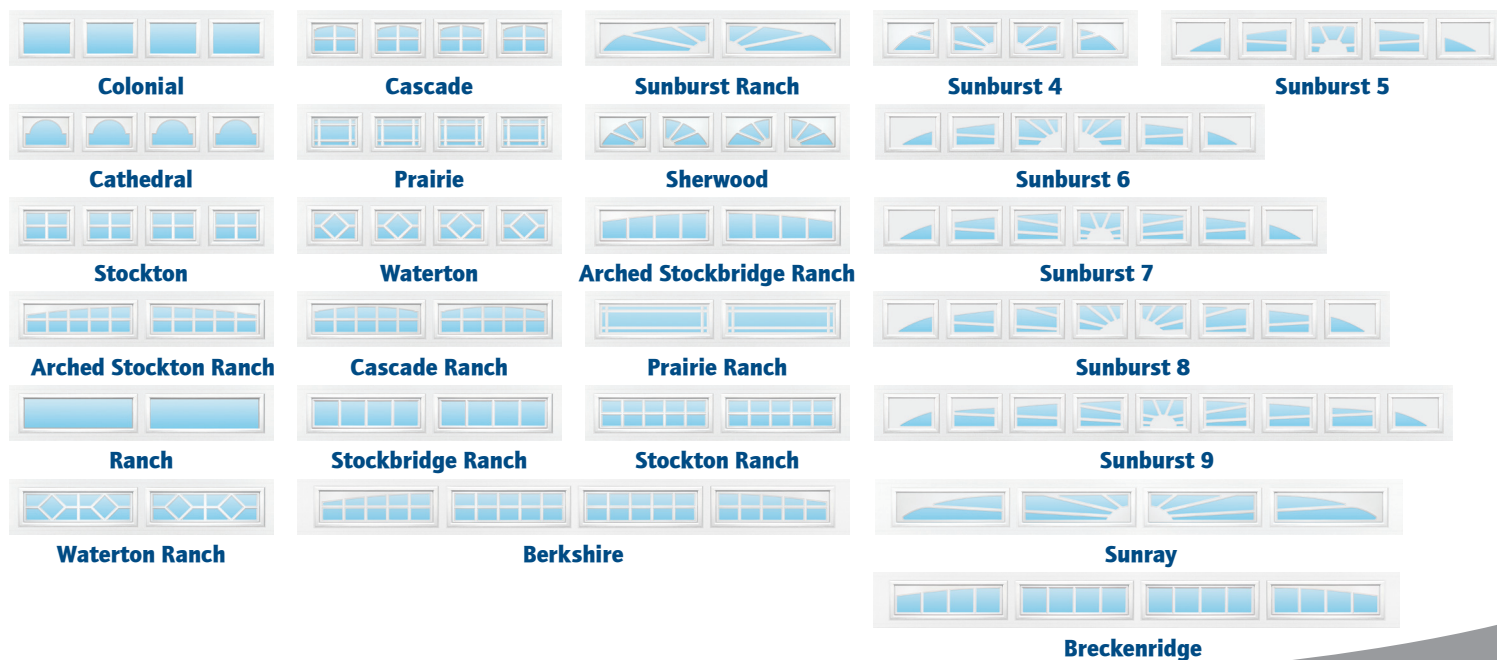 Colonial
Cascade
Sunburst Ranch
Sunburst 4
Sunburst 5
Cathedral
Prairie
Sherwood
Sunburst 6
Stockton
Waterton
Arched Stockbridge Ranch
Sunburst 7
Arched Stockton Ranch
Cascade Ranch
Prairie Ranch
Sunburst 8
Ranch
Stockbridge Ranch
Stockton Ranch
Sunburst 9
Waterton Ranch
Berkshire
Sunray
Breckenridge